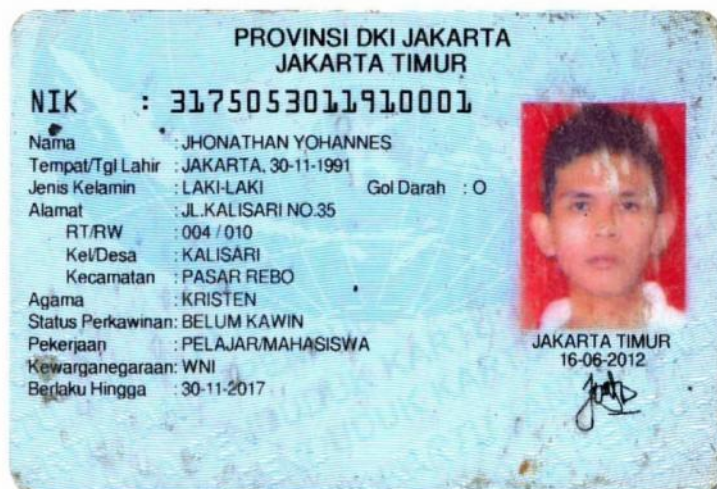 PROVINSI DKI JAKARTA
JAKARTA TIMUR
NIK : 3175053011910001
Nama : JHONATHAN YOHANNES
Tempat/Tgl Lahir : JAKARTA, 30-11-1991
Jenis Kelamin : LAKI-LAKI Gol Darah : O
Alamat : JL.KALISARI NO.35
RT/RW : 004 / 010
Kel/Desa : KALISARI
Kecamatan : PASAR REBO
Agama : KRISTEN
Status Perkawinan: BELUM KAWIN
Pekerjaan : PELAJAR/MAHASISWA
Kewarganegaraan: WNI
Berlaku Hingga : 30-11-2017
JAKARTA TIMUR
16-06-2012